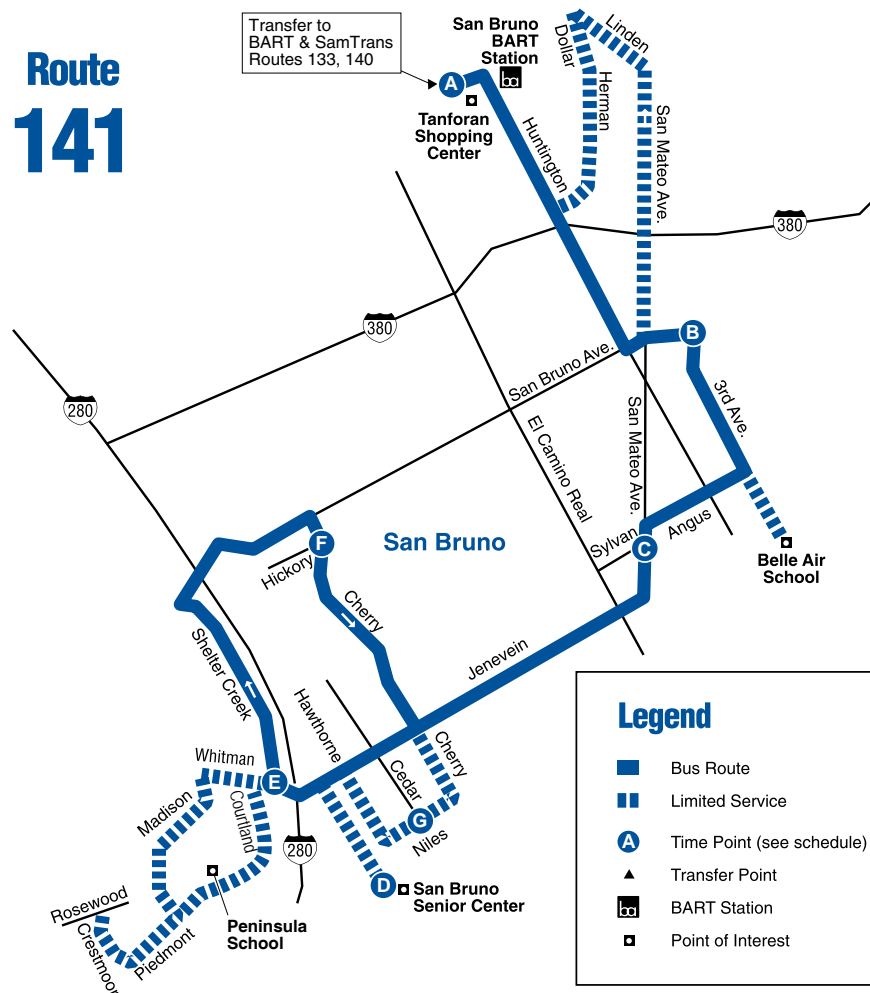 Route
141
Transfer to
BART & SamTrans
Routes 133, 140
San Bruno
BART
Station
A
Tanforan
Shopping
Center
Dollar
Linden
Herman
San Mateo Ave.
Huntington
380
380
280
B
San Bruno Ave.
3rd Ave.
San Mateo Ave.
El Camino Real
Sylvan
Angus
C
Belle Air
School
San Bruno
F
Hickory
Cherry
Shelter Creek
Jenevein
Hawthorne
Cedar
Cherry
Whitman
E
Madison
Courtland
280
G
Niles
D
San Bruno
Senior Center
Peninsula
School
Rosewood
Crestmoor
Piedmont
Legend
Bus Route
Limited Service
A
Time Point (see schedule)
Transfer Point
BART Station
Point of Interest